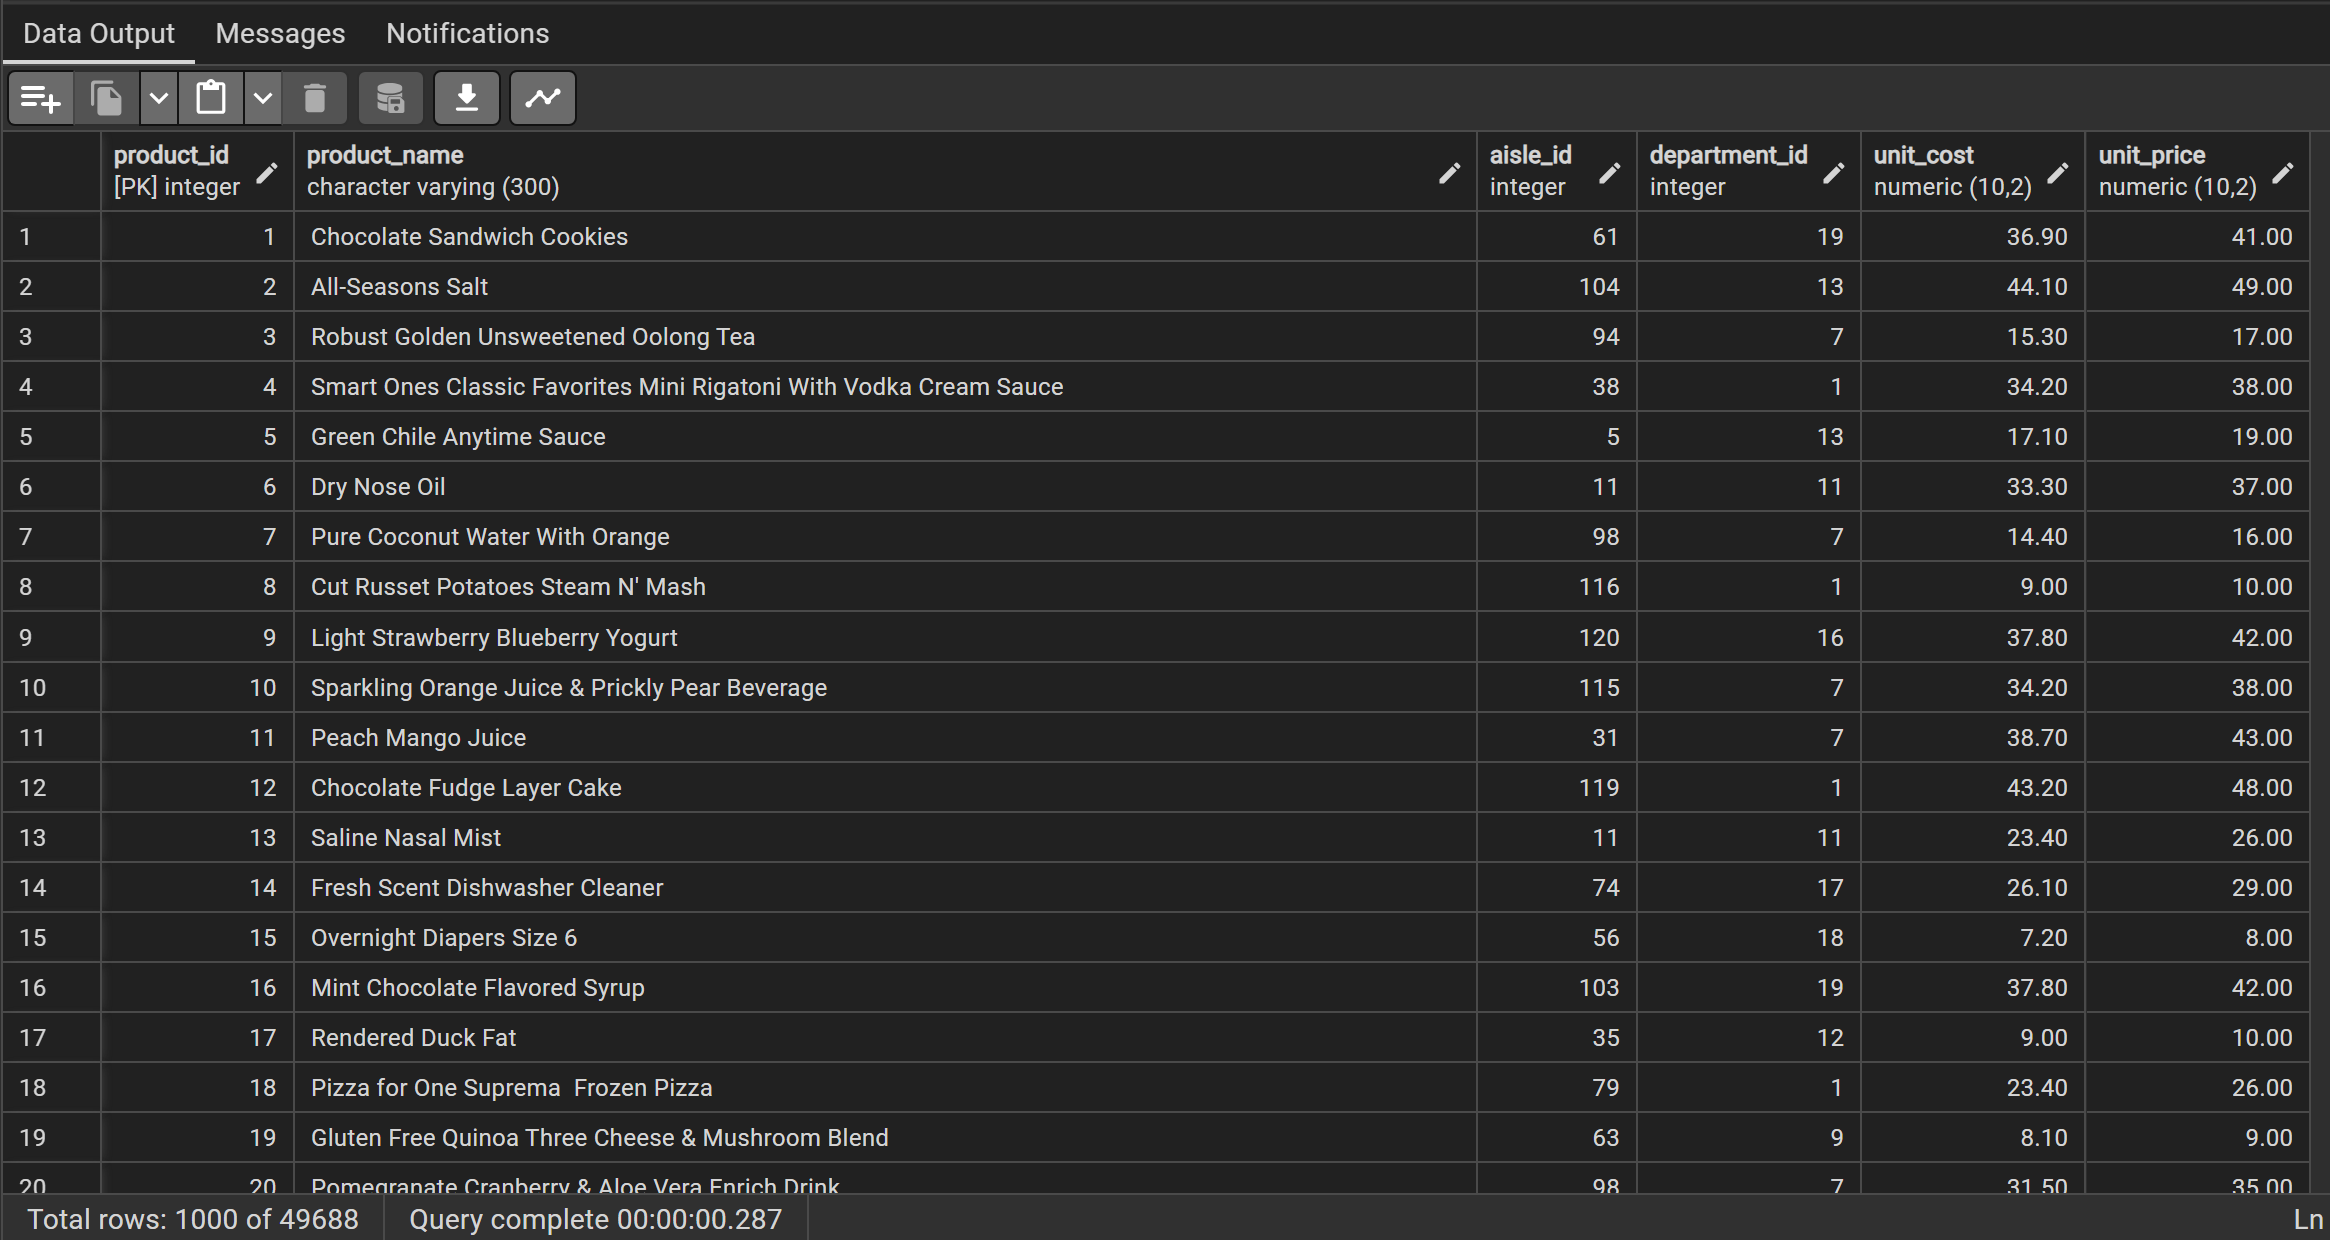 Data Output Messages Notifications
product_id product_name aisle_id department_id unit_cost unit_price
[PK] integer character varying (300) integer integer numeric (10,2) numeric (10,2)
1 1 Chocolate Sandwich Cookies 61 19 36.90 41.00
2 2 All-Seasons Salt 104 13 44.10 49.00
3 3 Robust Golden Unsweetened Oolong Tea 94 7 15.30 17.00
4 4 Smart Ones Classic Favorites Mini Rigatoni With Vodka Cream Sauce 38 1 34.20 38.00
5 5 Green Chile Anytime Sauce 5 13 17.10 19.00
6 6 Dry Nose Oil 11 11 33.30 37.00
7 7 Pure Coconut Water With Orange 98 7 14.40 16.00
8 8 Cut Russet Potatoes Steam N' Mash 116 1 9.00 10.00
9 9 Light Strawberry Blueberry Yogurt 120 16 37.80 42.00
10 10 Sparkling Orange Juice & Prickly Pear Beverage 115 7 34.20 38.00
11 11 Peach Mango Juice 31 7 38.70 43.00
12 12 Chocolate Fudge Layer Cake 119 1 43.20 48.00
13 13 Saline Nasal Mist 11 11 23.40 26.00
14 14 Fresh Scent Dishwasher Cleaner 74 17 26.10 29.00
15 15 Overnight Diapers Size 6 56 18 7.20 8.00
16 16 Mint Chocolate Flavored Syrup 103 19 37.80 42.00
17 17 Rendered Duck Fat 35 12 9.00 10.00
18 18 Pizza for One Suprema  Frozen Pizza 79 1 23.40 26.00
19 19 Gluten Free Quinoa Three Cheese & Mushroom Blend 63 9 8.10 9.00
20 20 Pomegranate Cranberry & Aloe Vera Enrich Drink 98 7 31.50 35.00
Total rows: 1000 of 49688 Query complete 00:00:00.287 Ln